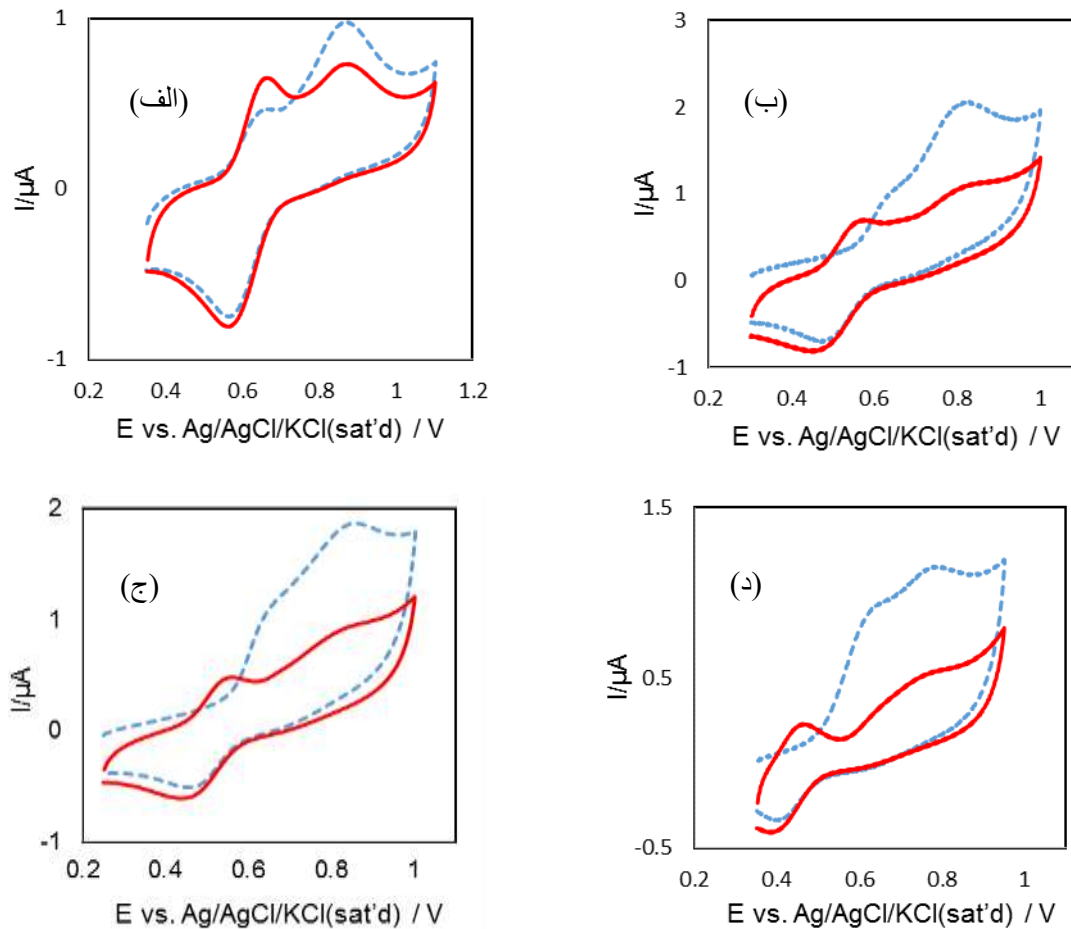 1
0
-1
(الف)
I/µA
0.2 0.4 0.6 0.8 1 1.2
E vs. Ag/AgCl/KCl(sat’d) / V
3
2
1
0
-1
(ب)
I/µA
0.2 0.4 0.6 0.8 1
E vs. Ag/AgCl/KCl(sat’d) / V
2
1
0
-1
(ج)
I/µA
0.2 0.4 0.6 0.8 1
E vs. Ag/AgCl/KCl(sat’d) / V
1.5
0.5
-0.5
(د)
I/µA
0.2 0.4 0.6 0.8 1
E vs. Ag/AgCl/KCl(sat’d) / V